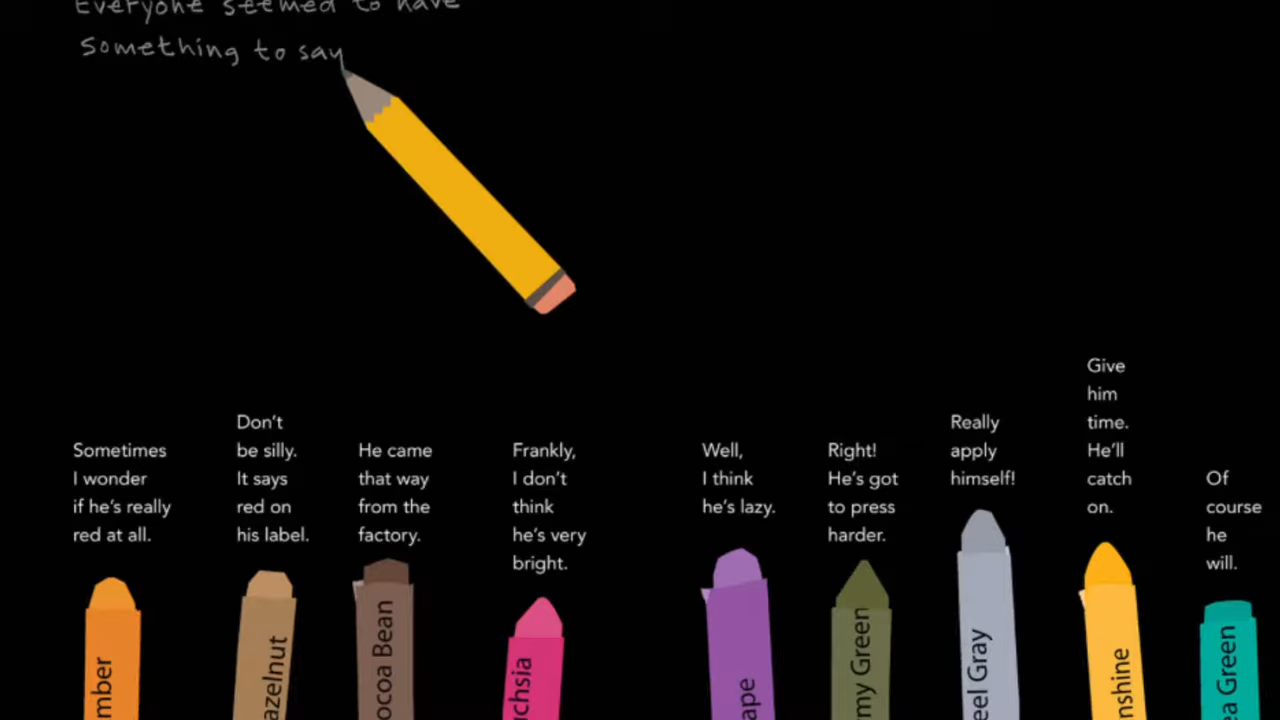 Everyone seemed to have
something to say
Sometimes
I wonder
if he's really
red at all.
Don't
be silly.
It says
red on
his label.
He came
that way
from the
factory.
Frankly,
I don't
think
he's very
bright.
Well,
I think
he's lazy.
Right!
He's got
to press
harder.
Really
apply
himself!
Give
him
time.
He'll
catch
on.
Of
course
he
will.
mber
azelnut
ocoa Bean
uchsia
ape
my Green
eel Gray
nshine
ea Green